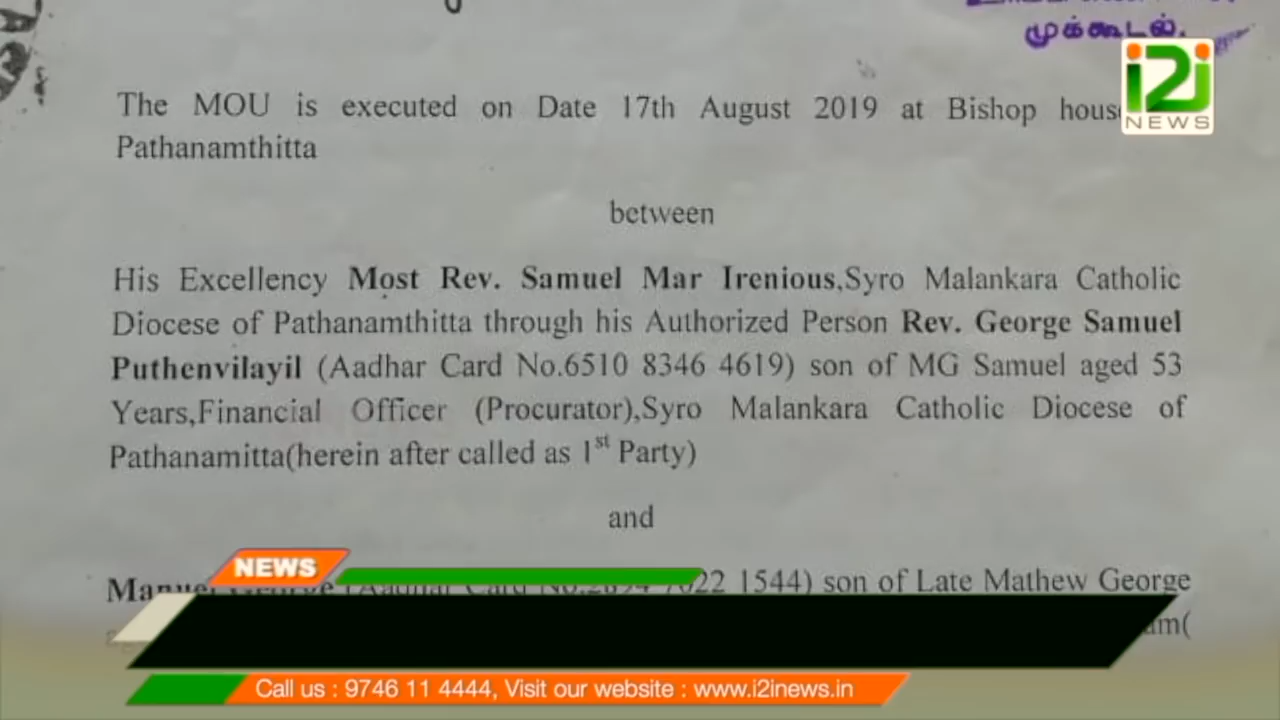 முக்கூடல்.
i2i
NEWS
The MOU is executed on Date 17th August 2019 at Bishop hous
Pathanamthitta
between
His Excellency Most Rev. Samuel Mar Irenious,Syro Malankara Catholic
Diocese of Pathanamthitta through his Authorized Person Rev. George Samuel
Puthenvilayil (Aadhar Card No.6510 8346 4619) son of MG Samuel aged 53
Years,Financial Officer (Procurator),Syro Malankara Catholic Diocese of
Pathanamitta(herein after called as 1st Party)
and
1544) son of Late Mathew George
NEWS
Call us : 9746 11 4444, Visit our website : www.i2inews.in